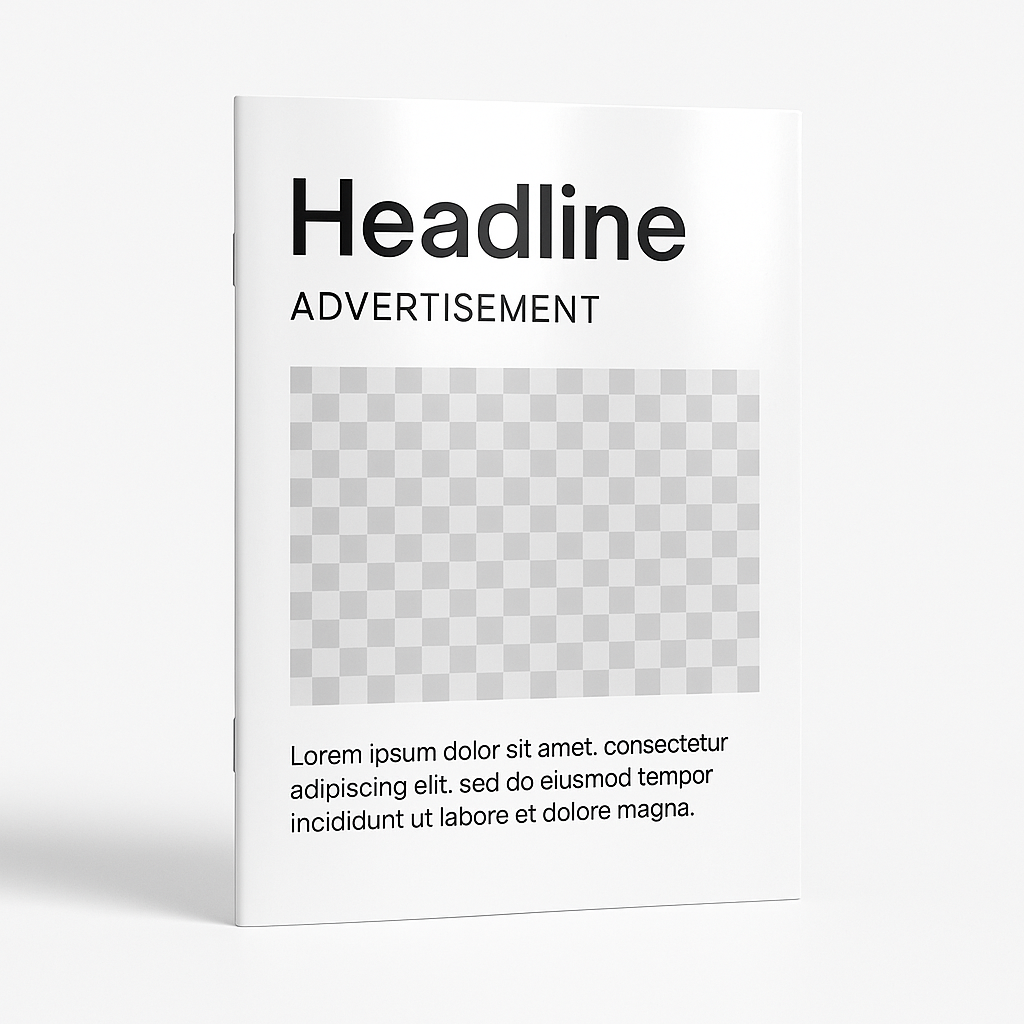 Headline
ADVERTISEMENT
Lorem ipsum dolor sit amet. consectetur
adipiscing elit. sed do eiusmod tempor
incididunt ut labore et dolore magna.